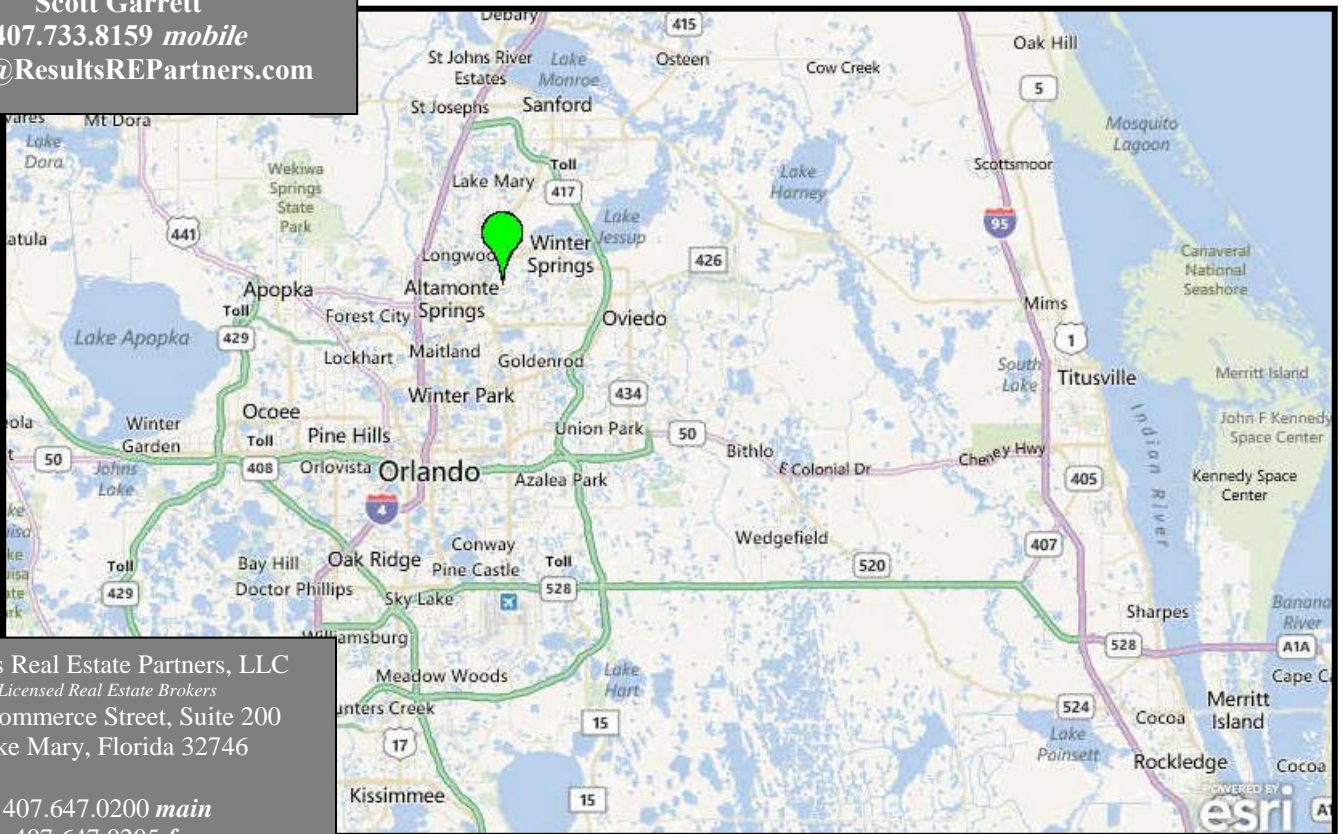 Scott Garrett
407.733.8159 mobile
@ResultsREPartners.com
Debary
415
Oak Hill
St Johns River
Estates
Lake
Monroe
Osteen
Cow Creek
5
St Josephs
Sanford
Mt Dora
Lake
Dora
Mosquito
Lagoon
Wekiwa
Springs
State
Park
Toll
417
Lake Mary
Lake
Harney
Scottsmoor
95
441
Lake
Jessup
Winter
Springs
426
Canaveral
National
Seashore
Altamonte
Springs
Apopka
Toll
429
Forest City
Oviedo
Mims
1
Lake Apopka
Lockhart
Maitland
Goldenrod
South
Lake
Titusville
Merritt Island
Winter Park
434
Ocoee
Winter
Garden
Toll
408
Pine Hills
Union Park
50
Bithlo
E Colonial Dr
Cheney Hwy
Indian River
John F Kennedy
Space Center
50
Johns
Lake
Orlovista
Orlando
Azalea Park
405
Kennedy Space
Center
4
Wedgefield
407
Conway
Toll
429
Bay Hill
Oak Ridge
Pine Castle
Toll
528
520
Doctor Phillips
Sky Lake
Sharpes
Banana
River
528
A1A
Real Estate Partners, LLC
Licensed Real Estate Brokers
ommerce Street, Suite 200
Mary, Florida 32746
407.647.0200 main
Meadow Woods
Lake
Hart
17
15
524
Cocoa
Merritt
Island
Lake
Poinsett
Rockledge
Cocoa
Kissimmee
15
POWERED BY
esri